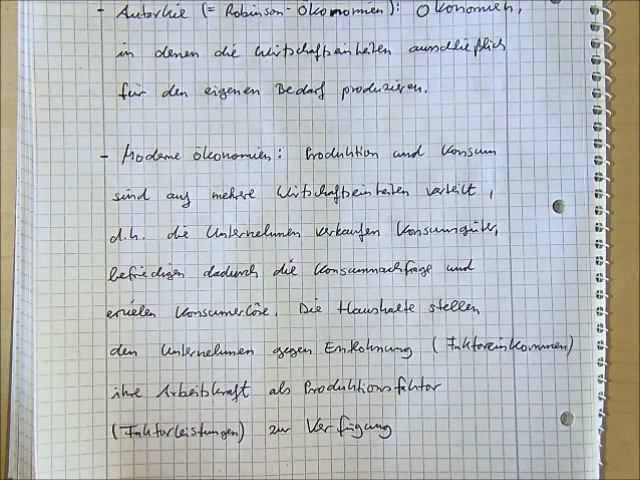 - Autarkie (= Robinson-Ökonomien): Ökonomien,
in denen die Wirtschaftseinheiten ausschließlich
für den eigenen Bedarf produzieren.
- Moderne Ökonomien: Produktion und Konsum
sind auf mehrere Wirtschaftseinheiten verteilt,
d.h. die Unternehmen verkaufen Konsumgüter,
befriedigen dadurch die Konsumnachfrage und
erzielen Konsumerlöse. Die Haushalte stellen
den Unternehmen gegen Entlohnung (Faktoreinkommen)
ihre Arbeitskraft als Produktionsfaktor
(Faktorleistungen) zur Verfügung